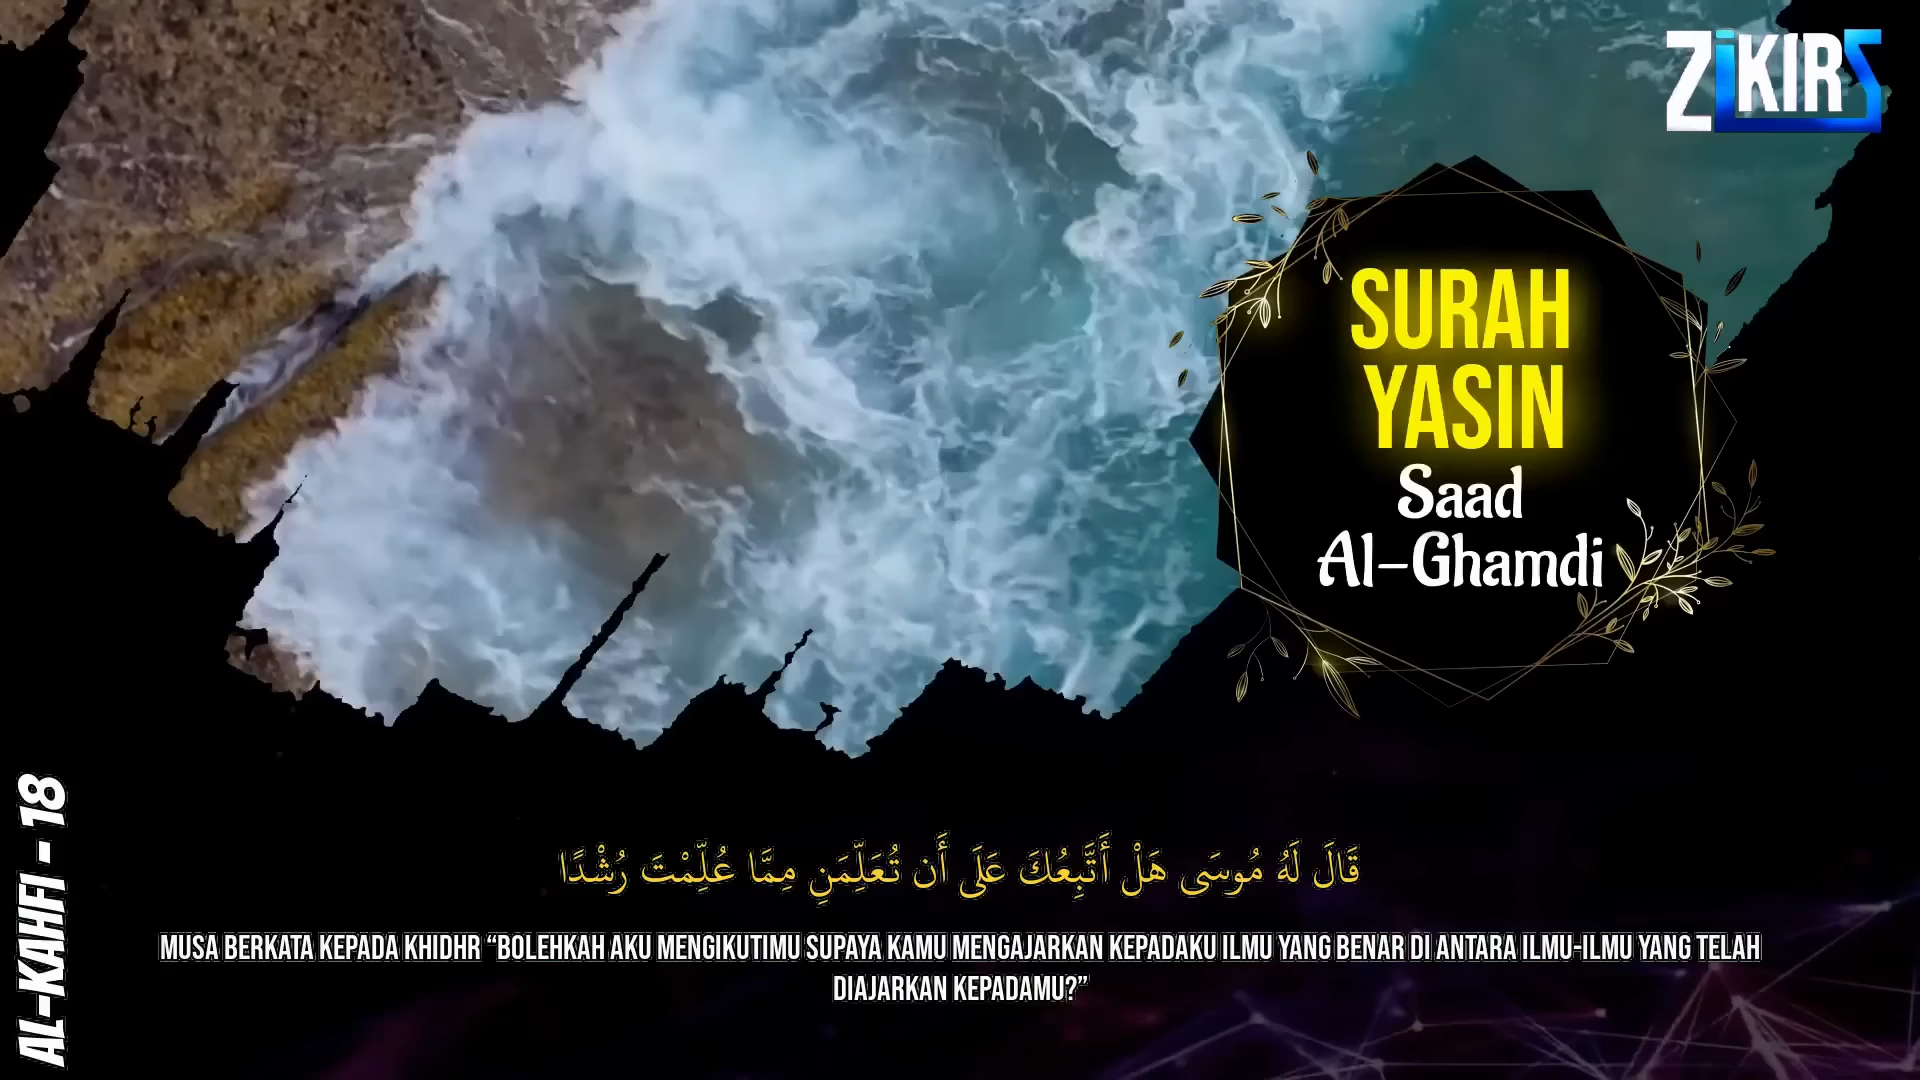 ZiKIRS
SURAH
YASIN
Saad
Al-Ghamdi
AL-KAHFI - 18
قَالَ لَهُ مُوسَى هَلْ أَتَّبِعُكَ عَلَى أَن تُعَلِّمَنِ مِمَّا عُلِّمْتَ رُشْدًا
MUSA BERKATA KEPADA KHIDHR “BOLEHKAH AKU MENGIKUTIMU SUPAYA KAMU MENGAJARKAN KEPADAKU ILMU YANG BENAR DI ANTARA ILMU-ILMU YANG TELAH
DIAJARKAN KEPADAMU?”